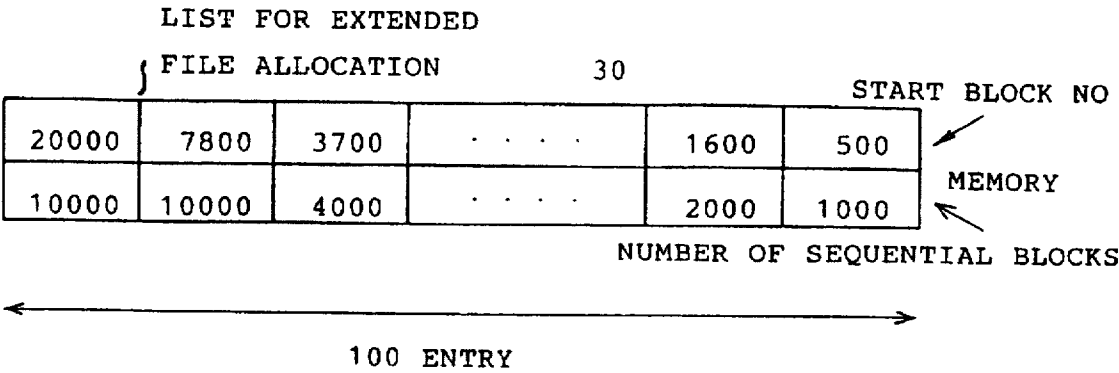 LIST FOR EXTENDED
FILE ALLOCATION 30
START BLOCK NO
20000 7800 3700 · · · · 1600 500
MEMORY
10000 10000 4000 · · · · 2000 1000
NUMBER OF SEQUENTIAL BLOCKS
100 ENTRY